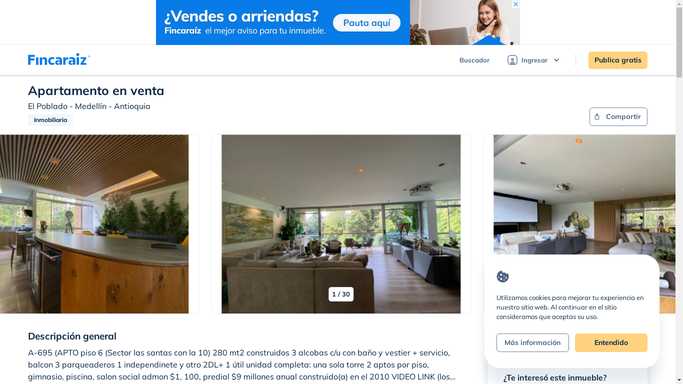 ¿Vendes o arriendas?
Fincaraíz el mejor aviso para tu inmueble.
Pauta aquí
Fincaraíz
Buscador
Ingresar
Publica gratis
Apartamento en venta
El Poblado - Medellín - Antioquia
Inmobiliaria
Compartir
1 / 30
Utilizamos cookies para mejorar tu experiencia en
nuestro sitio web. Al continuar en el sitio
consideramos que aceptas su uso.
Más información
Entendido
Descripción general
A-695 (APTO piso 6 (Sector las santas con la 10) 280 mt2 construidos 3 alcobas c/u con baño y vestier + servicio,
balcon 3 parqueaderos 1 independinete y otro 2DL+ 1 útil unidad completa: una sola torre 2 aptos por piso,
gimnasio, piscina, salon social admon $1, 100, predial $9 millones anual construido(a) en el 2010 VIDEO LINK (los...
¿Te interesó este inmueble?